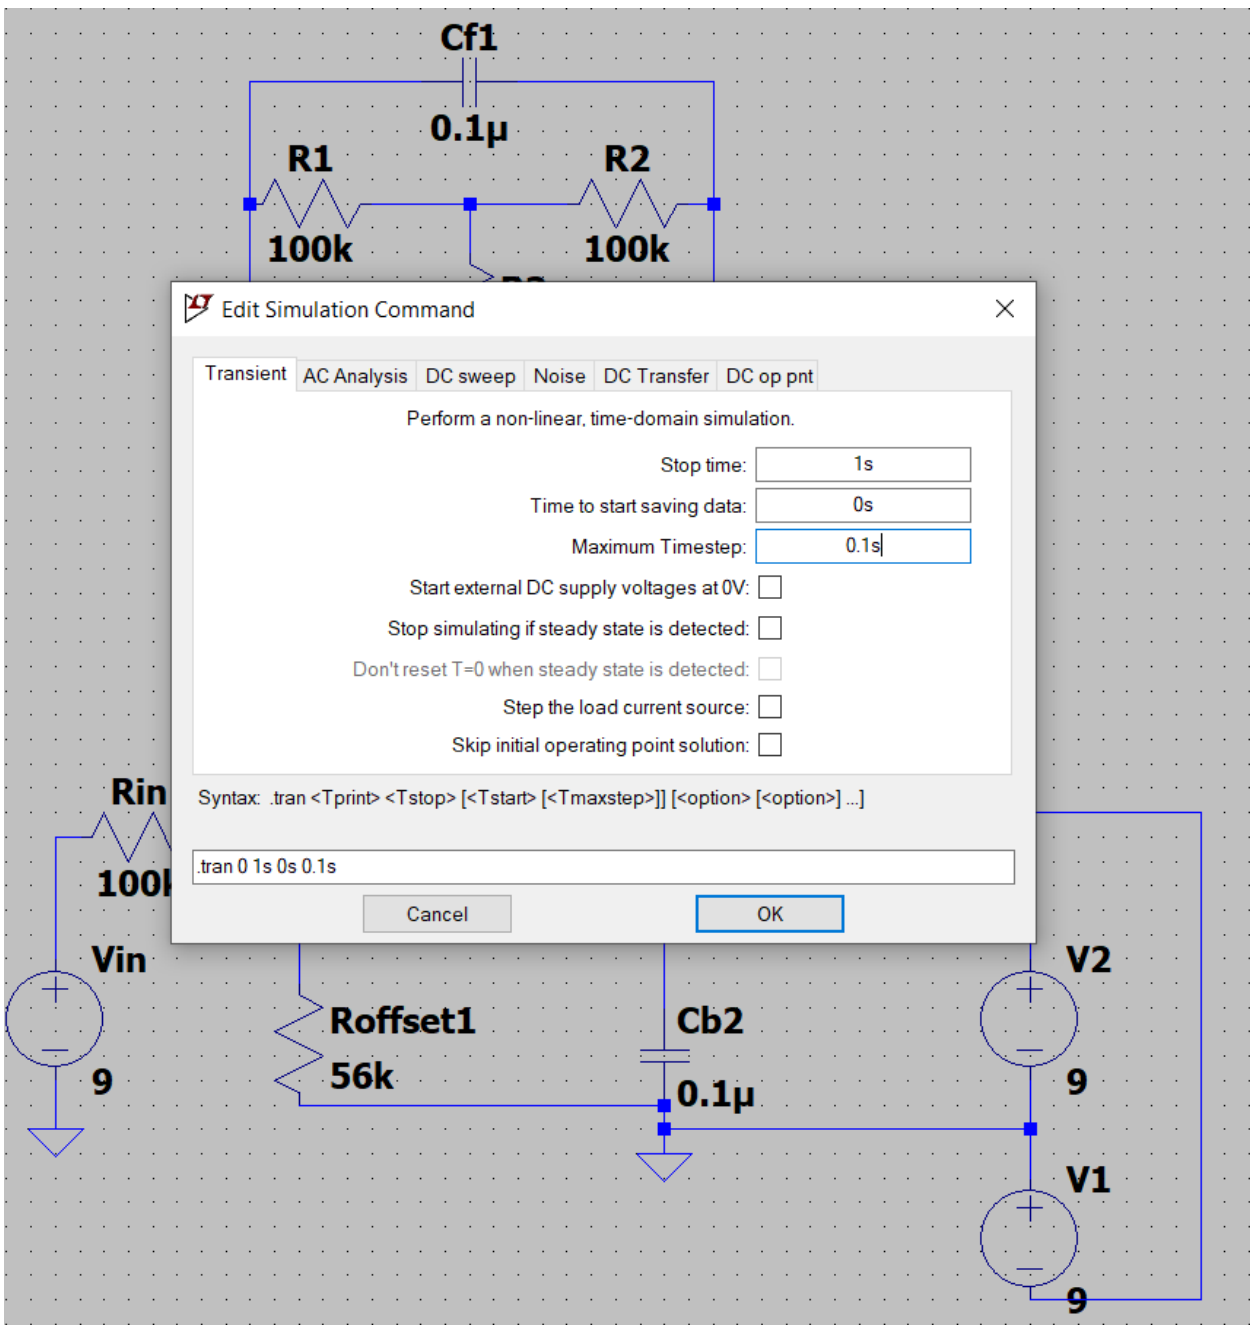 Cf1
0.1µ
R1
R2
100k
100k
Edit Simulation Command
Transient AC Analysis DC sweep Noise DC Transfer DC op pnt
Perform a non-linear, time-domain simulation.
Stop time: 1s
Time to start saving data: 0s
Maximum Timestep: 0.1s
Start external DC supply voltages at 0V:
Stop simulating if steady state is detected:
Don't reset T=0 when steady state is detected:
Step the load current source:
Skip initial operating point solution:
Rin
Syntax: .tran <Tprint> <Tstop> [<Tstart> [<Tmaxstep>]] [<option> [<option>] ...]
.tran 0 1s 0s 0.1s
100k
Cancel OK
Vin
V2
Roffset1
Cb2
56k
9
0.1µ
9
V1
9